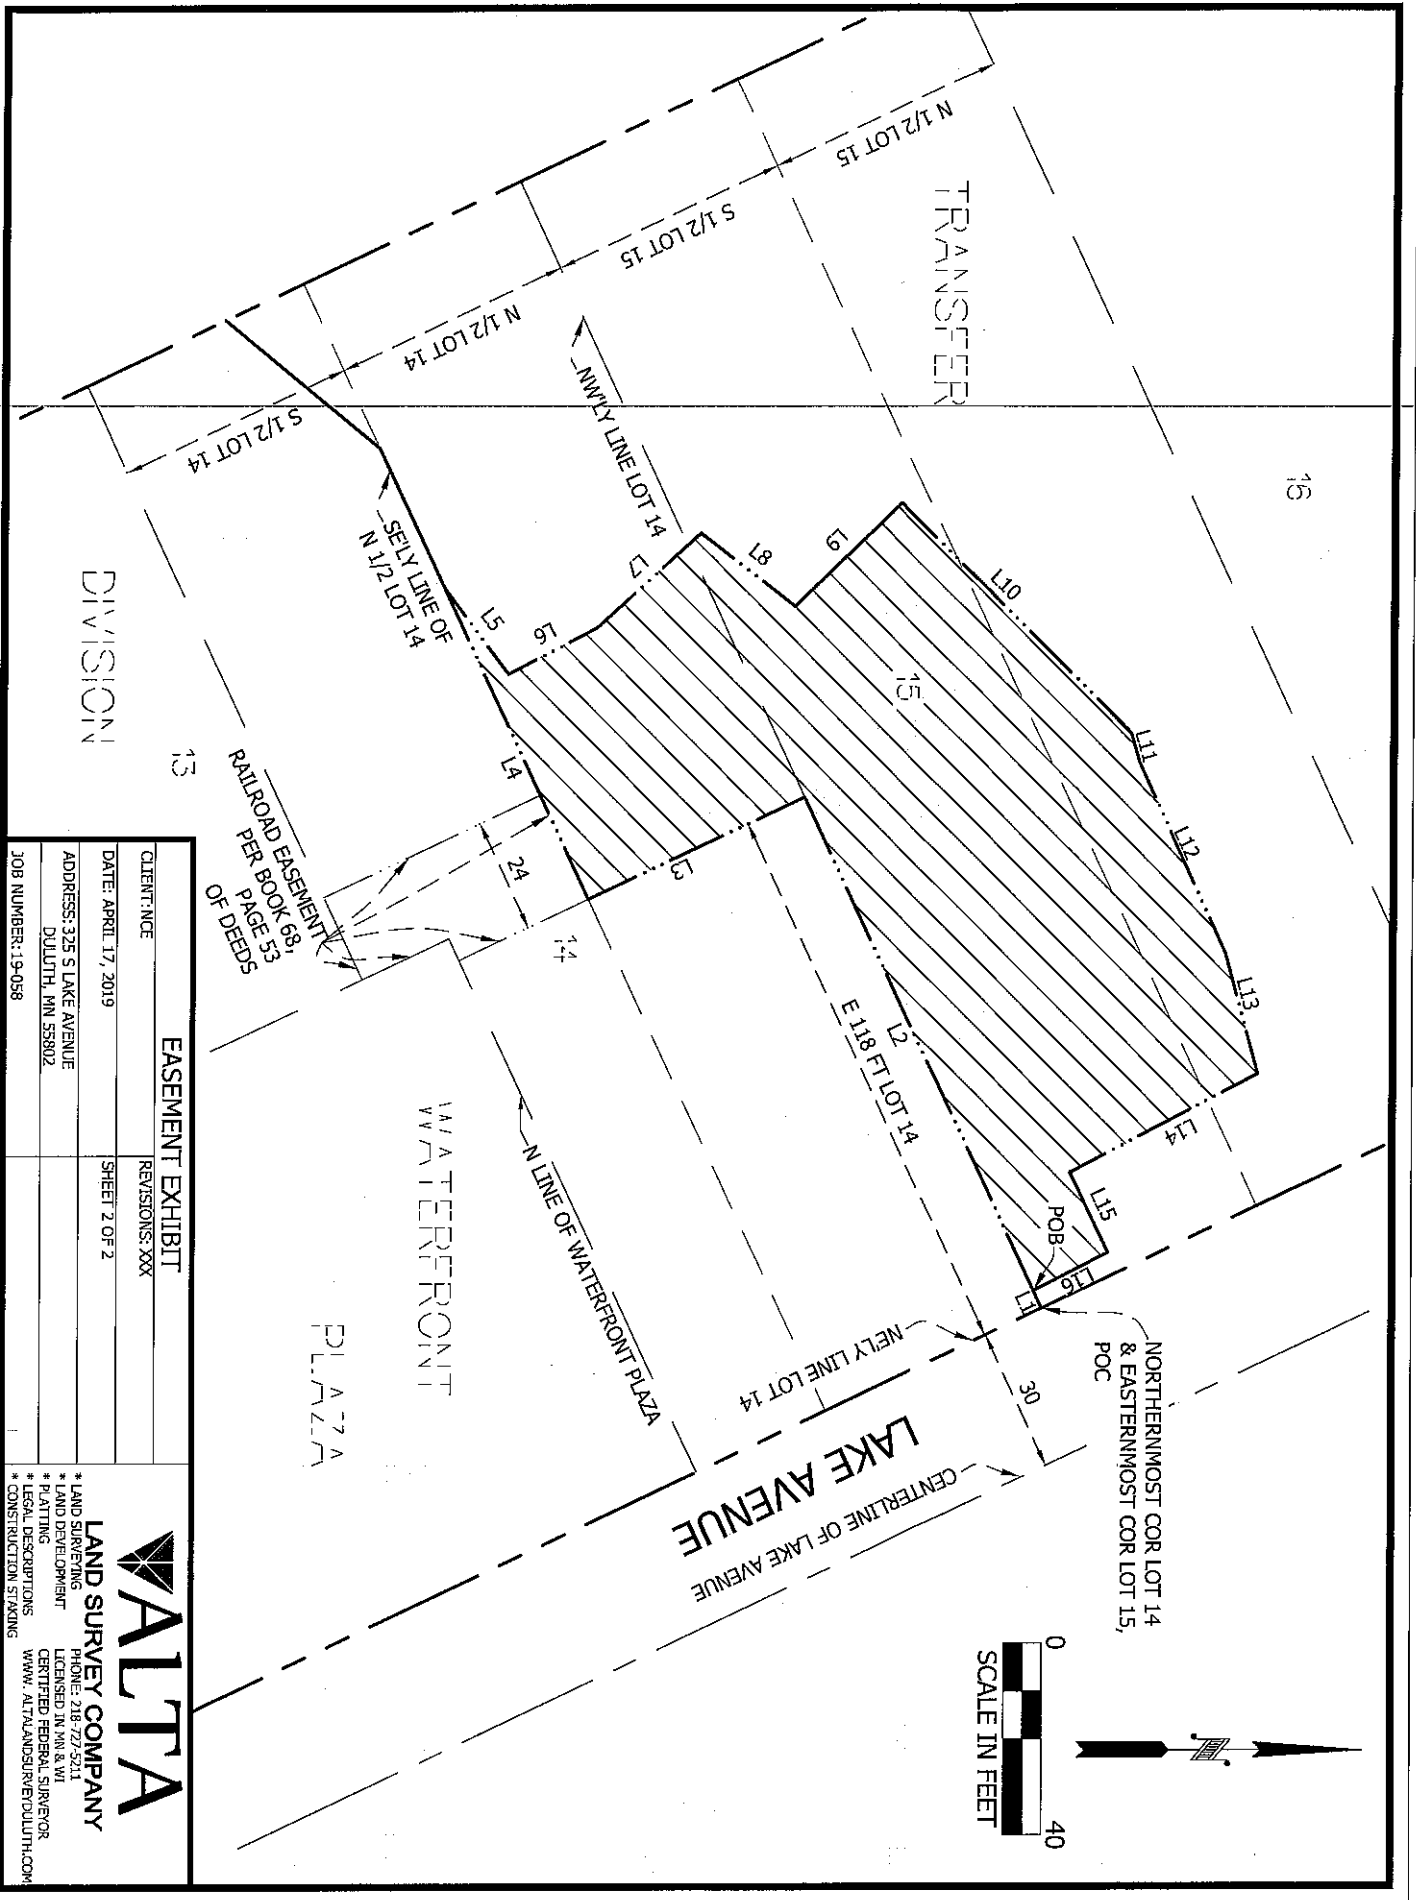 N 1/2 LOT 15
S 1/2 LOT 15
N 1/2 LOT 14
S 1/2 LOT 14
TRANSFER
16
NW'LY LINE LOT 14
SE'LY LINE OF
N 1/2 LOT 14
DIVISION
13
15
14
L1
L2
L3
L4
L5
L6
L7
L8
L9
L10
L11
L12
L13
L14
L15
L16
POB
24
RAILROAD EASEMENT
PER BOOK 68,
PAGE 53
OF DEEDS
E 118 FT LOT 14
N LINE OF WATERFRONT PLAZA
WATERFRONT
PLAZA
NE'LY LINE LOT 14
30
LAKE AVENUE
CENTERLINE OF LAKE AVENUE
NORTHERNMOST COR LOT 14
& EASTERNMOST COR LOT 15,
POC
0
40
SCALE IN FEET
EASEMENT EXHIBIT
CLIENT:NCE
REVISIONS:XXX
DATE: APRIL 17, 2019
SHEET 2 OF 2
ADDRESS:325 S LAKE AVENUE
DULUTH, MN 55802
JOB NUMBER:19-058
ALTA
LAND SURVEY COMPANY
* LAND SURVEYING
* LAND DEVELOPMENT
* PLATTING
* LEGAL DESCRIPTIONS
* CONSTRUCTION STAKING
PHONE: 218-727-5211
LICENSED IN MN & WI
CERTIFIED FEDERAL SURVEYOR
WWW. ALTALANDSURVEYDULUTH.COM